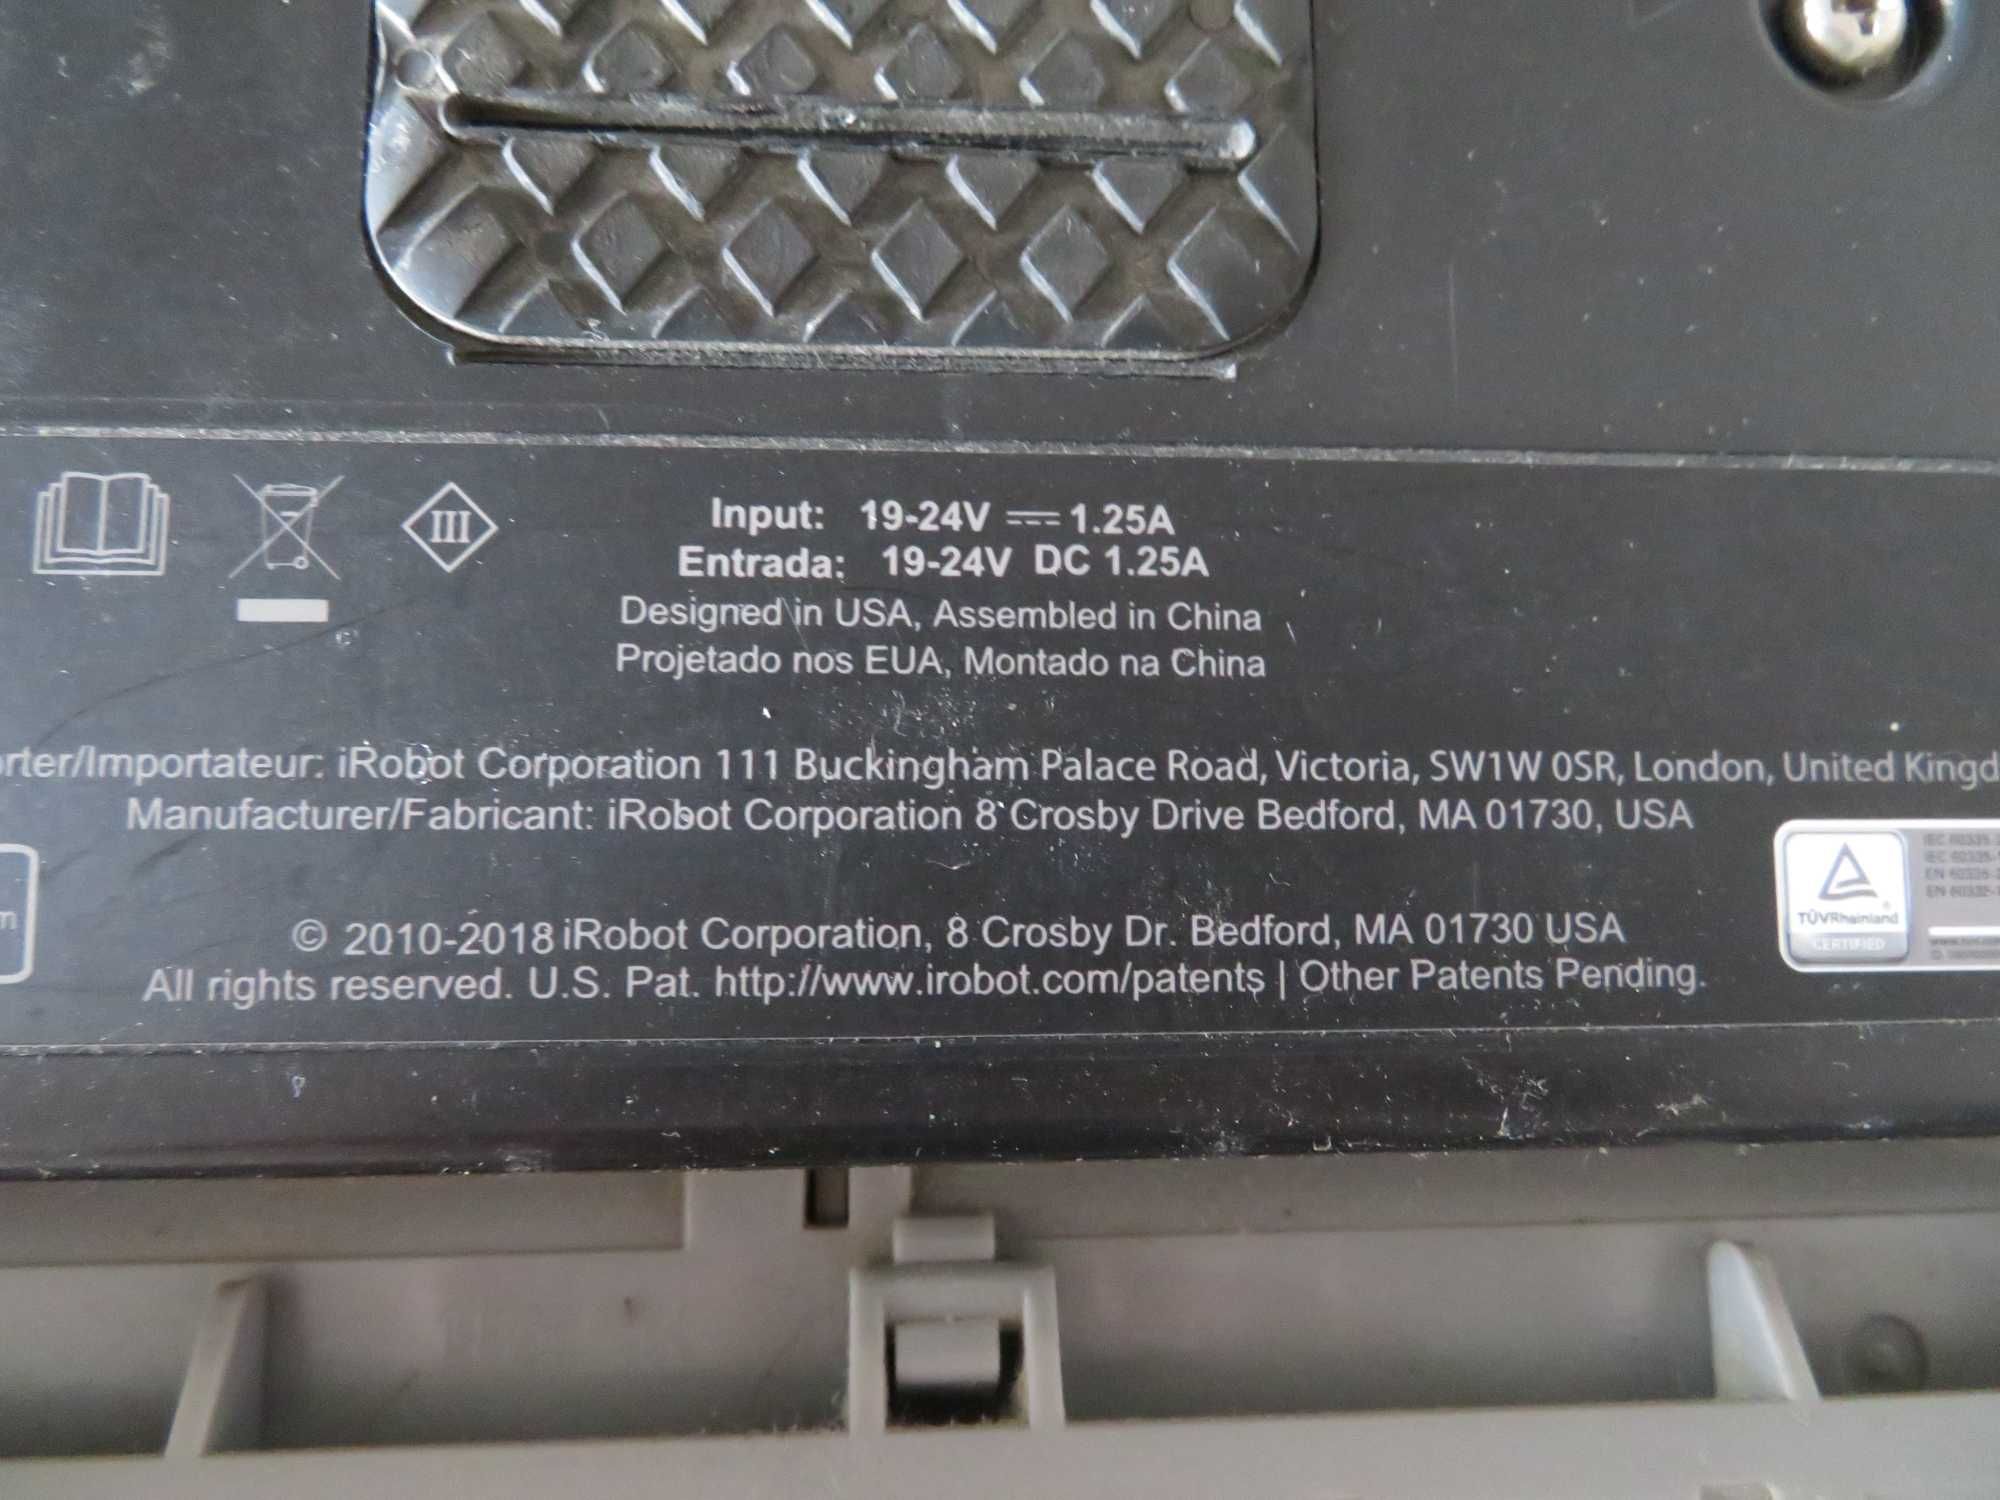 III
Input: 19-24V ⎓ 1.25A
Entrada: 19-24V DC 1.25A
Designed in USA, Assembled in China
Projetado nos EUA, Montado na China
rter/Importateur: iRobot Corporation 111 Buckingham Palace Road, Victoria, SW1W 0SR, London, United Kingd
Manufacturer/Fabricant: iRobot Corporation 8 Crosby Drive Bedford, MA 01730, USA
m
TÜVRheinland ®
CERTIFIED
© 2010-2018 iRobot Corporation, 8 Crosby Dr. Bedford, MA 01730 USA
All rights reserved. U.S. Pat. http://www.irobot.com/patents | Other Patents Pending.